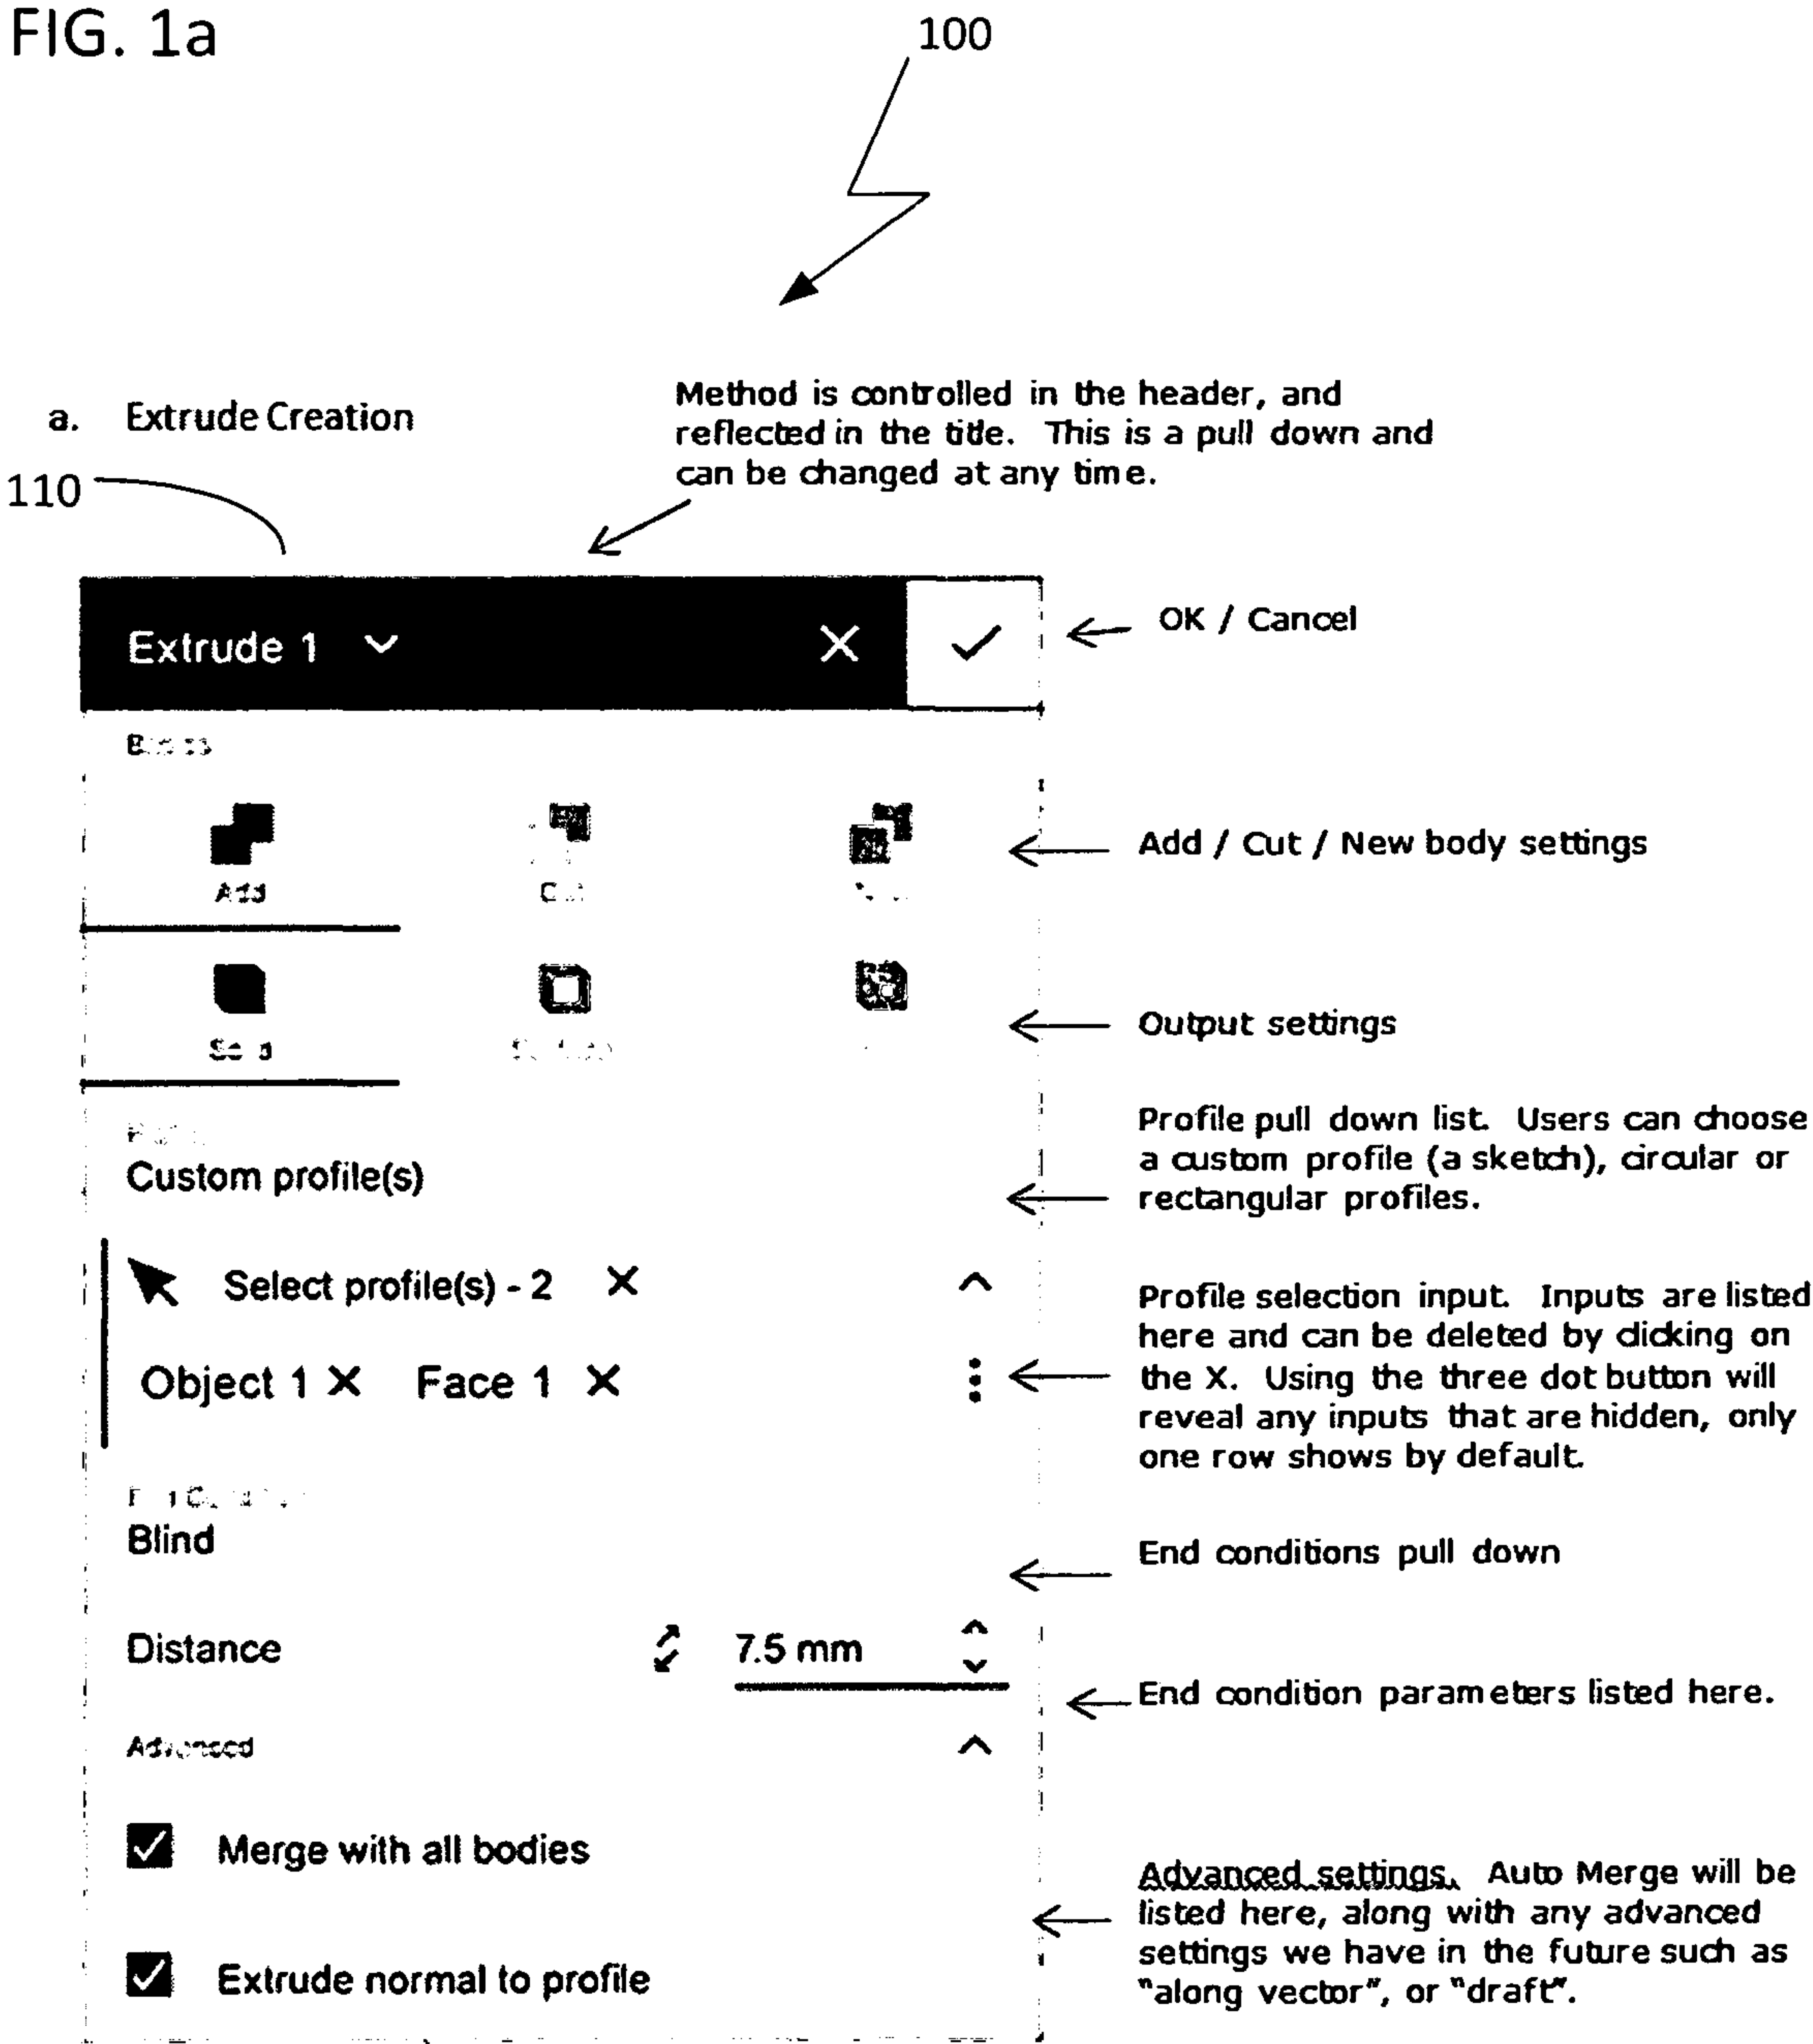 FIG. 1a
100
a. Extrude Creation
Method is controlled in the header, and
reflected in the title. This is a pull down and
can be changed at any time.
110
Extrude 1
OK / Cancel
Add / Cut / New body settings
Add
Output settings
Solid
Profile pull down list. Users can choose
a custom profile (a sketch), circular or
rectangular profiles.
Custom profile(s)
Select profile(s) - 2
Profile selection input. Inputs are listed
here and can be deleted by clicking on
the X. Using the three dot button will
reveal any inputs that are hidden, only
one row shows by default.
Object 1 X Face 1 X
Blind
End conditions pull down
Distance 7.5 mm
End condition parameters listed here.
Advanced
Merge with all bodies
Advanced settings. Auto Merge will be
listed here, along with any advanced
settings we have in the future such as
"along vector", or "draft".
Extrude normal to profile